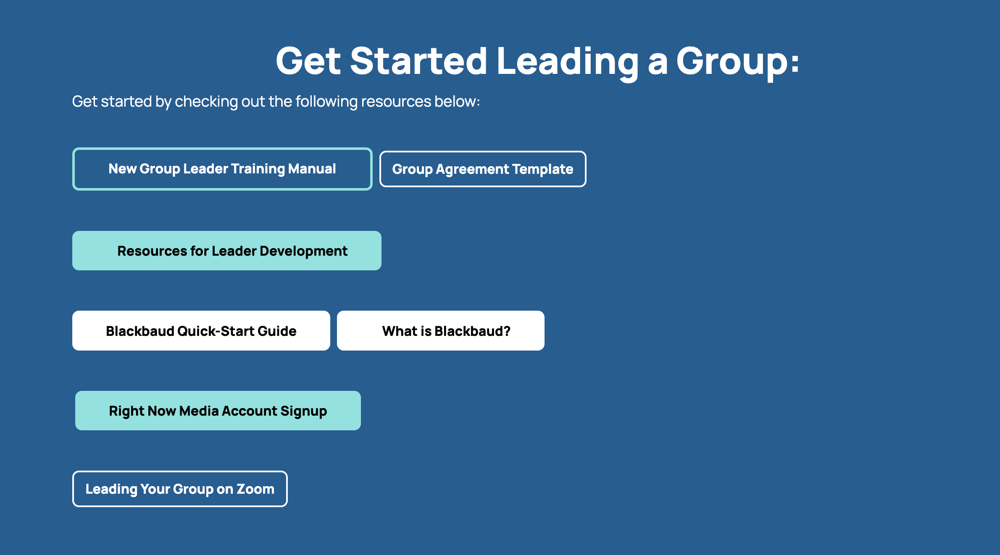 Get Started Leading a Group:
Get started by checking out the following resources below:
New Group Leader Training Manual
Group Agreement Template
Resources for Leader Development
Blackbaud Quick-Start Guide
What is Blackbaud?
Right Now Media Account Signup
Leading Your Group on Zoom